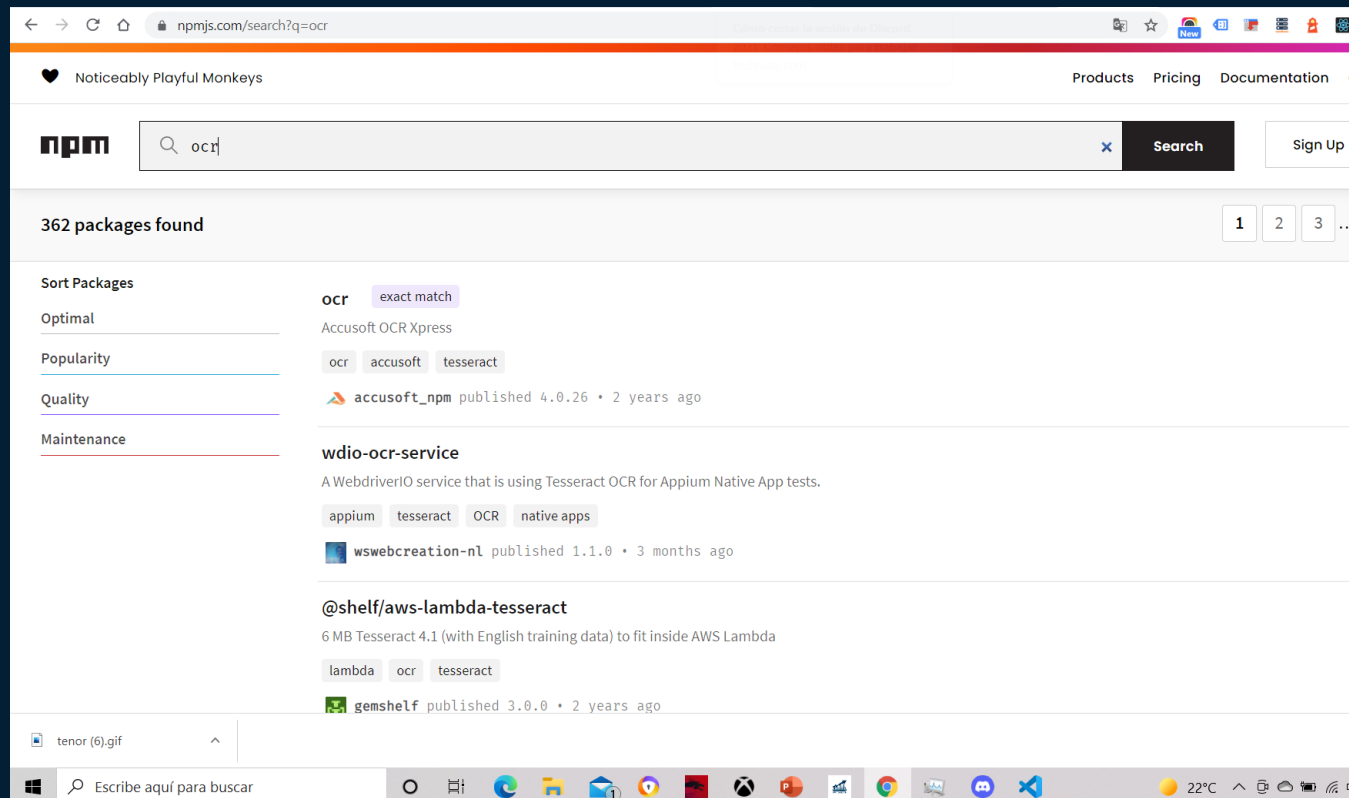 npmjs.com/search?q=ocr
New
Noticeably Playful Monkeys
Products Pricing Documentation
npm
ocr
×
Search
Sign Up
362 packages found
1 2 3 ..
Sort Packages
Optimal
Popularity
Quality
Maintenance
ocr exact match
Accusoft OCR Xpress
ocr accusoft tesseract
accusoft_npm published 4.0.26 • 2 years ago
wdio-ocr-service
A WebdriverIO service that is using Tesseract OCR for Appium Native App tests.
appium tesseract OCR native apps
wswebcreation-nl published 1.1.0 • 3 months ago
@shelf/aws-lambda-tesseract
6 MB Tesseract 4.1 (with English training data) to fit inside AWS Lambda
lambda ocr tesseract
gemshelf published 3.0.0 • 2 years ago
tenor (6).gif
Escribe aquí para buscar
1
22°C